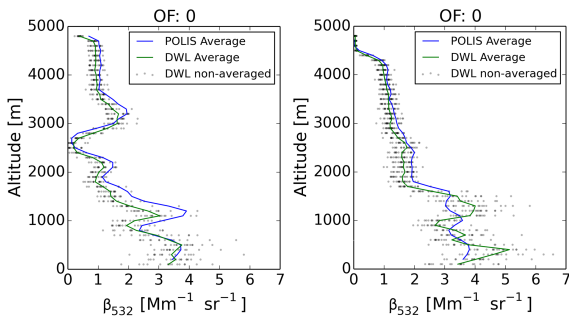 OF: 0
5000
4000
3000
2000
1000
0
Altitude [m]
0 1 2 3 4 5 6 7
β532 [Mm⁻¹ sr⁻¹]
POLIS Average
DWL Average
DWL non-averaged
OF: 0
5000
4000
3000
2000
1000
0
Altitude [m]
0 1 2 3 4 5 6 7
β532 [Mm⁻¹ sr⁻¹]
POLIS Average
DWL Average
DWL non-averaged